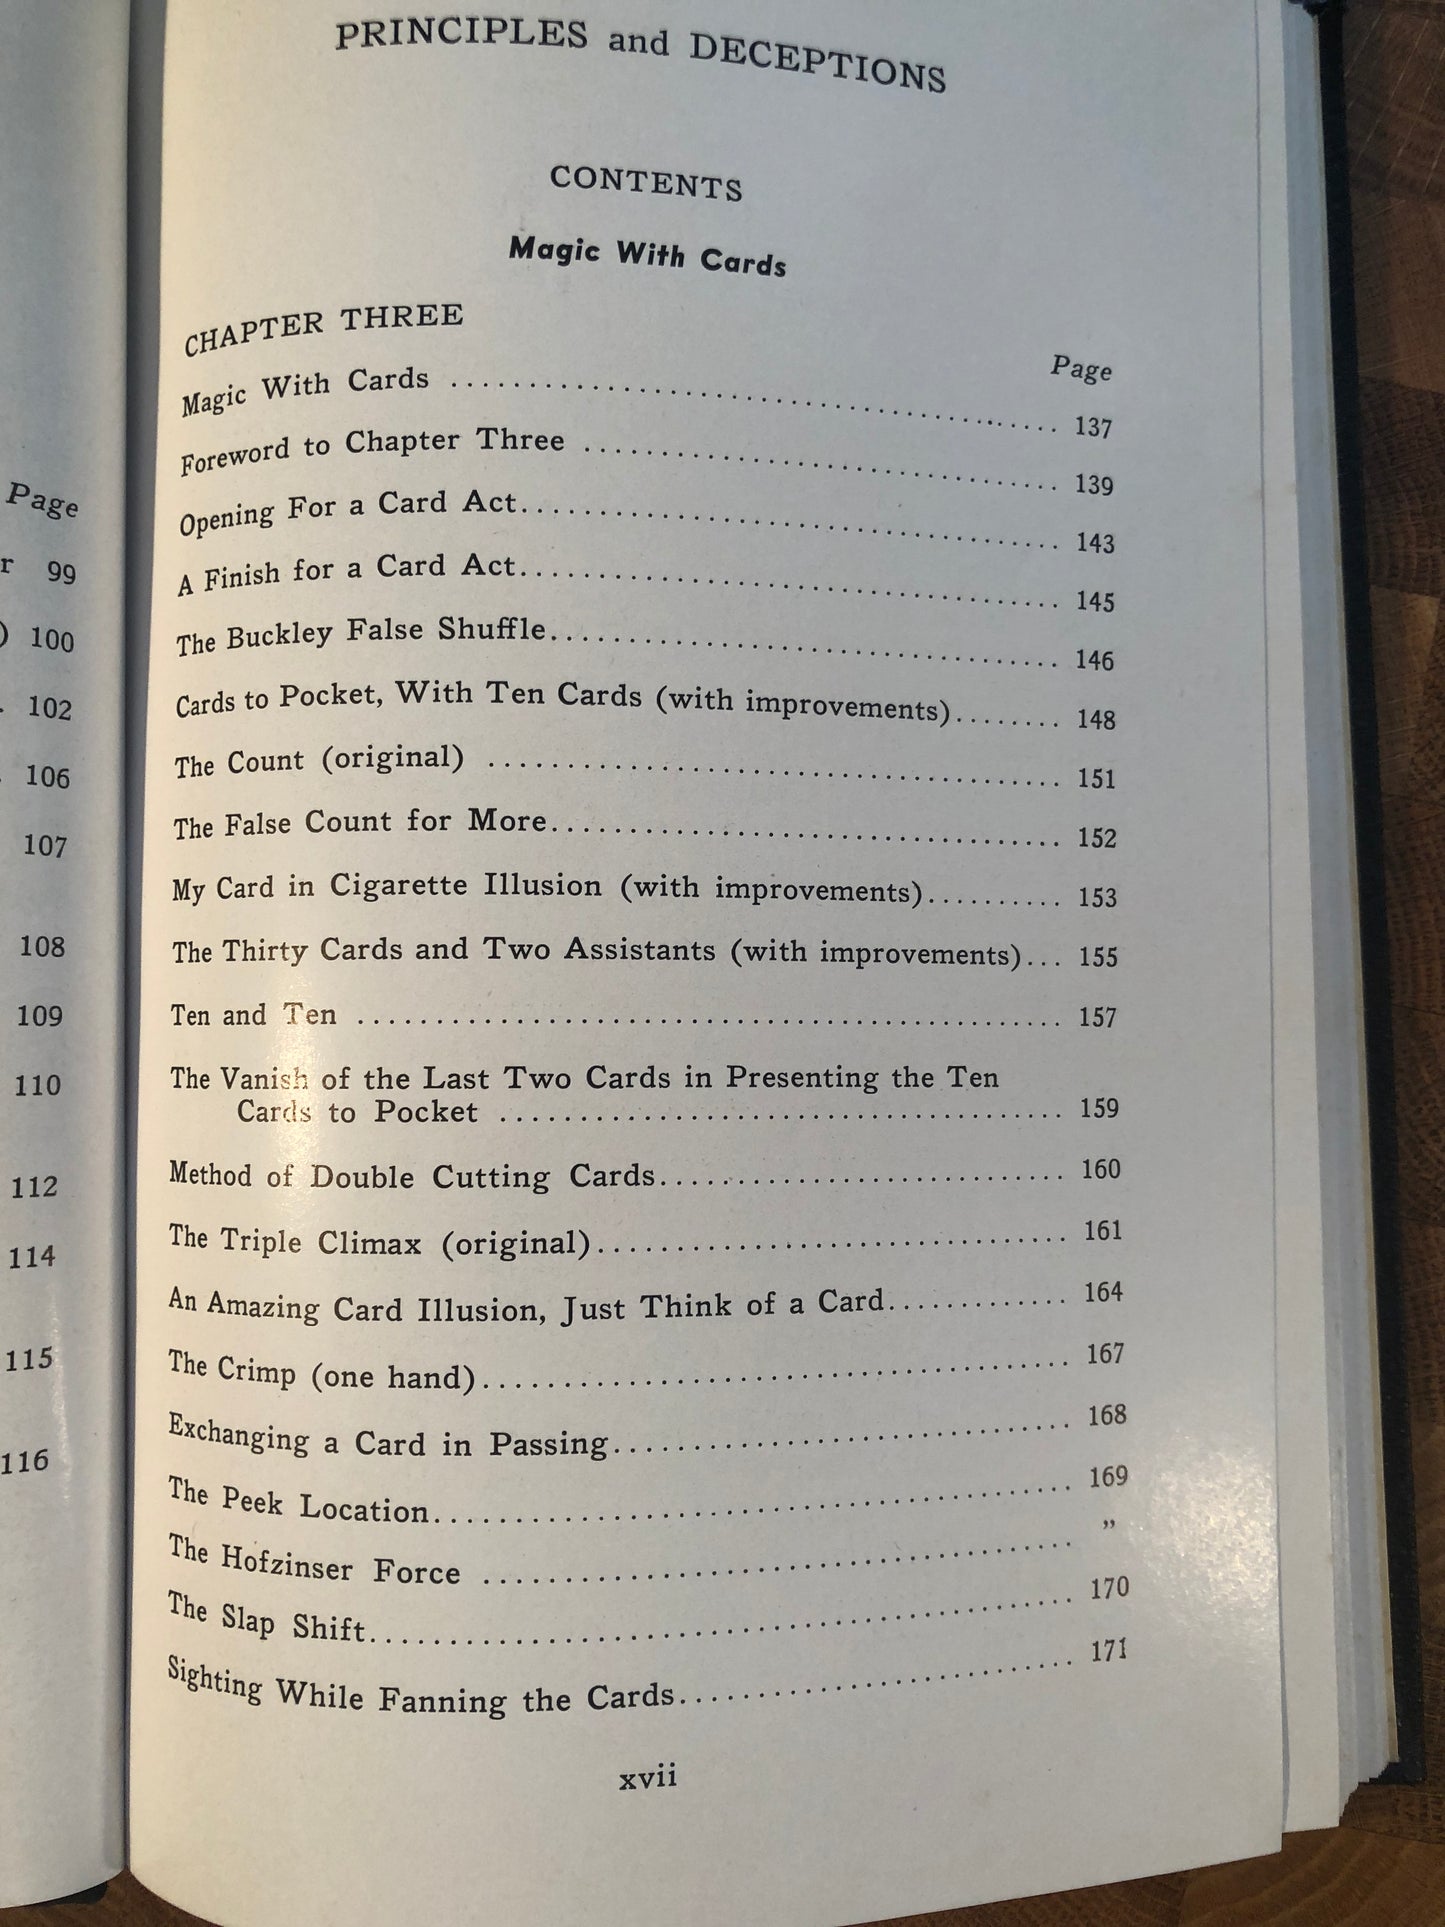 Page
r 99
) 100
. 102
. 106
107
108
109
110
112
114
115
116
PRINCIPLES and DECEPTIONS
CONTENTS
Magic With Cards
CHAPTER THREE
Page
Magic With Cards .......................................... 137
Foreword to Chapter Three ................................ 139
Opening For a Card Act.................................... 143
A Finish for a Card Act................................... 145
The Buckley False Shuffle................................. 146
Cards to Pocket, With Ten Cards (with improvements)........ 148
The Count (original) ..................................... 151
The False Count for More.................................. 152
My Card in Cigarette Illusion (with improvements).......... 153
The Thirty Cards and Two Assistants (with improvements)... 155
Ten and Ten .............................................. 157
The Vanish of the Last Two Cards in Presenting the Ten
Cards to Pocket ..................................... 159
Method of Double Cutting Cards............................ 160
The Triple Climax (original).............................. 161
An Amazing Card Illusion, Just Think of a Card............. 164
The Crimp (one hand)...................................... 167
Exchanging a Card in Passing.............................. 168
The Peek Location......................................... 169
The Hofzinser Force ...................................... ”
The Slap Shift............................................ 170
Sighting While Fanning the Cards.......................... 171
xvii